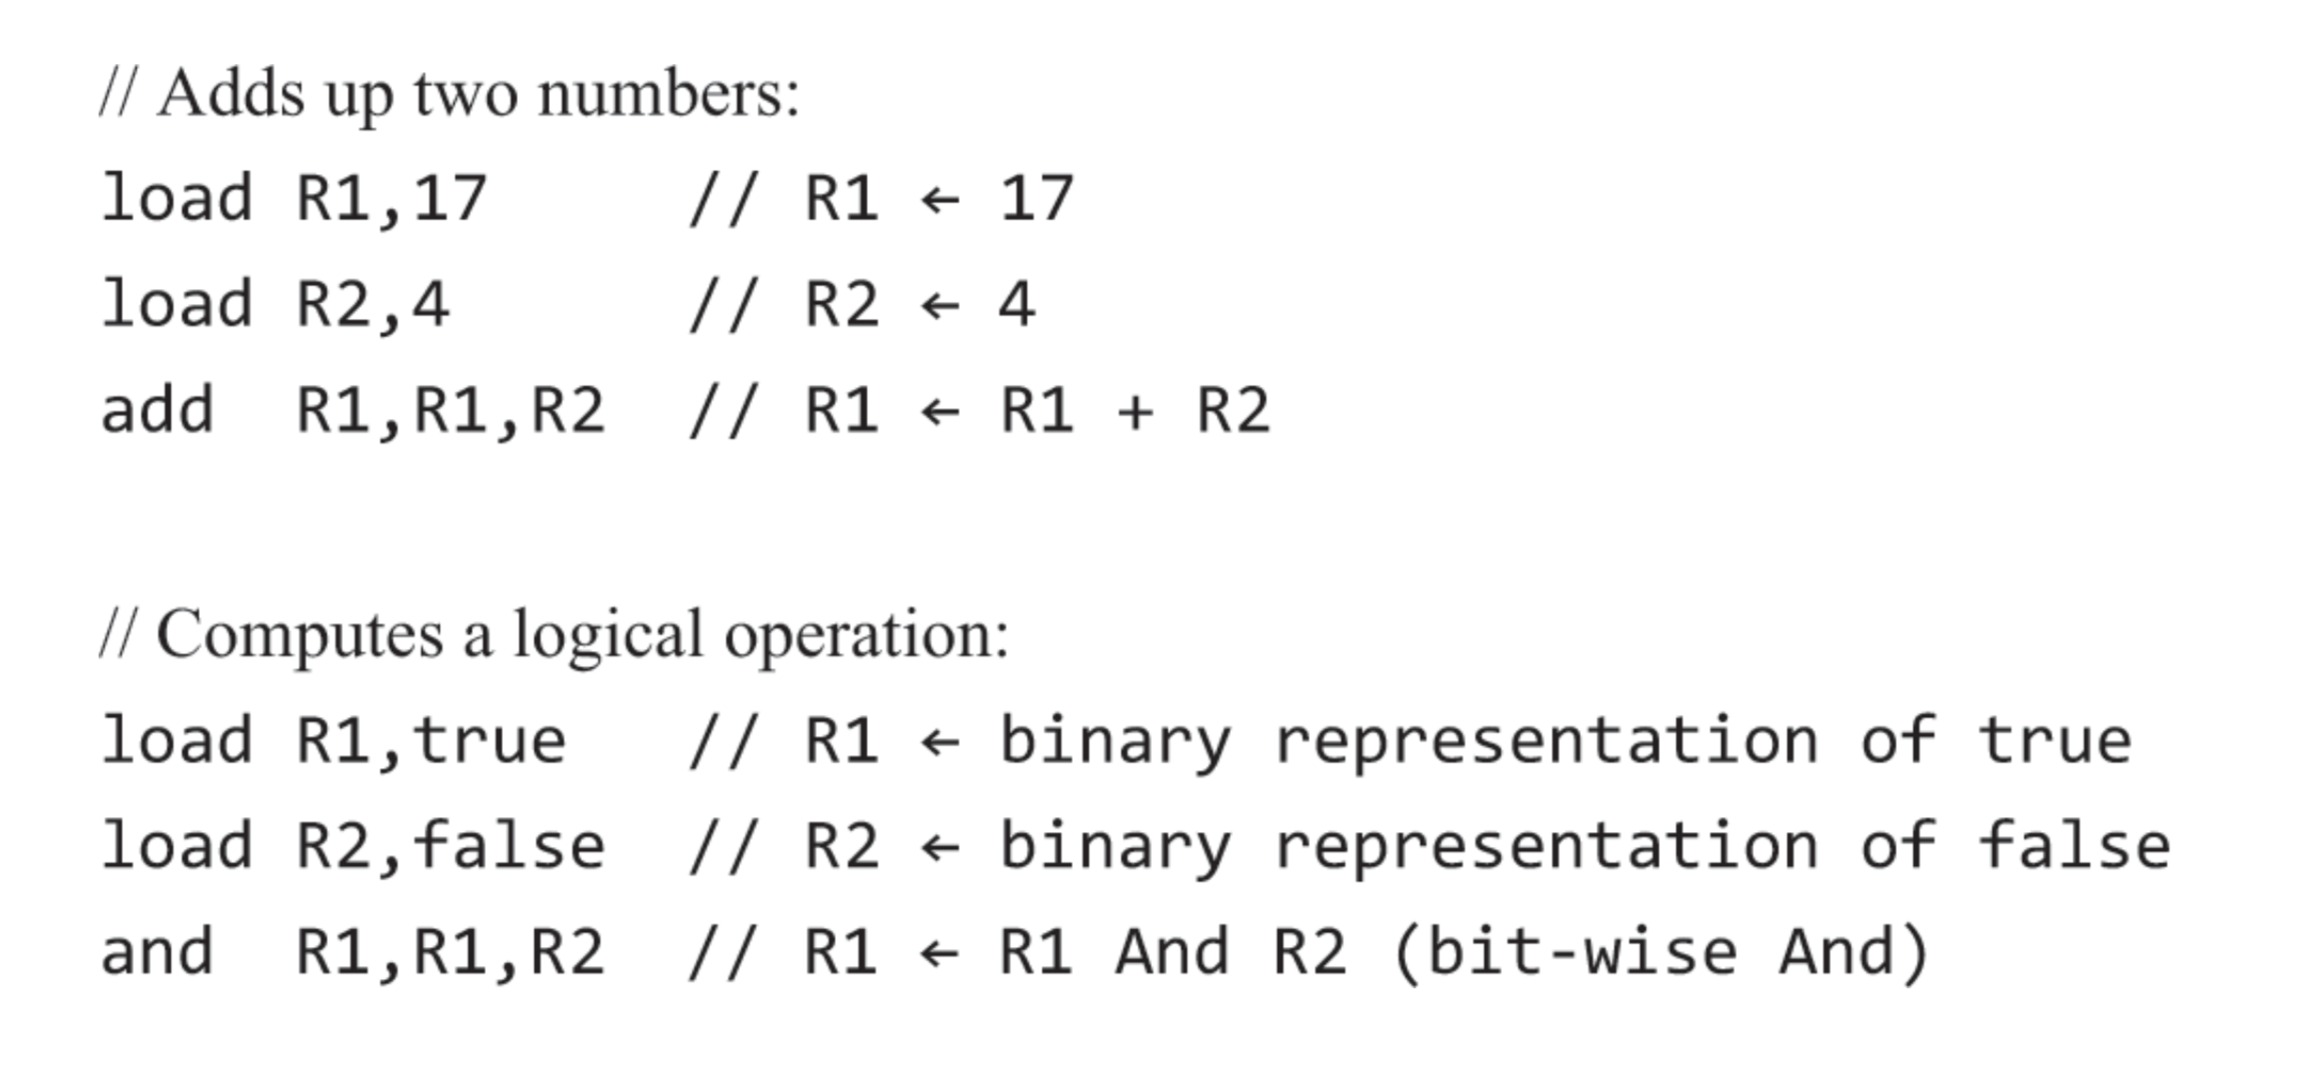 // Adds up two numbers:
load R1,17     // R1 ← 17
load R2,4      // R2 ← 4
add  R1,R1,R2  // R1 ← R1 + R2
// Computes a logical operation:
load R1,true   // R1 ← binary representation of true
load R2,false  // R2 ← binary representation of false
and  R1,R1,R2  // R1 ← R1 And R2 (bit-wise And)